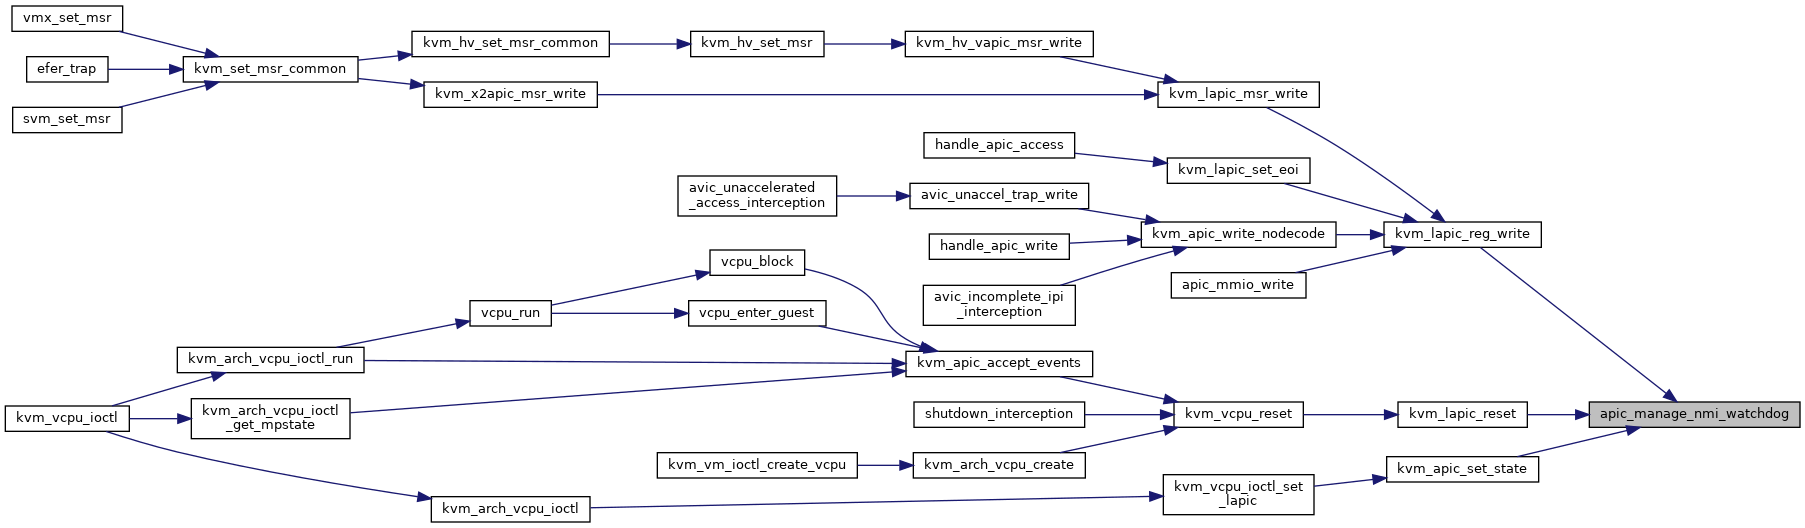 vmx_set_msr
efer_trap
svm_set_msr
kvm_set_msr_common
kvm_hv_set_msr_common
kvm_x2apic_msr_write
kvm_hv_set_msr
kvm_hv_vapic_msr_write
kvm_lapic_msr_write
handle_apic_access
kvm_lapic_set_eoi
avic_unaccelerated
_access_interception
avic_unaccel_trap_write
kvm_apic_write_nodecode
kvm_lapic_reg_write
handle_apic_write
apic_mmio_write
avic_incomplete_ipi
_interception
vcpu_block
vcpu_run
vcpu_enter_guest
kvm_arch_vcpu_ioctl_run
kvm_apic_accept_events
kvm_vcpu_ioctl
kvm_arch_vcpu_ioctl
_get_mpstate
shutdown_interception
kvm_vcpu_reset
kvm_lapic_reset
apic_manage_nmi_watchdog
kvm_vm_ioctl_create_vcpu
kvm_arch_vcpu_create
kvm_apic_set_state
kvm_vcpu_ioctl_set
_lapic
kvm_arch_vcpu_ioctl